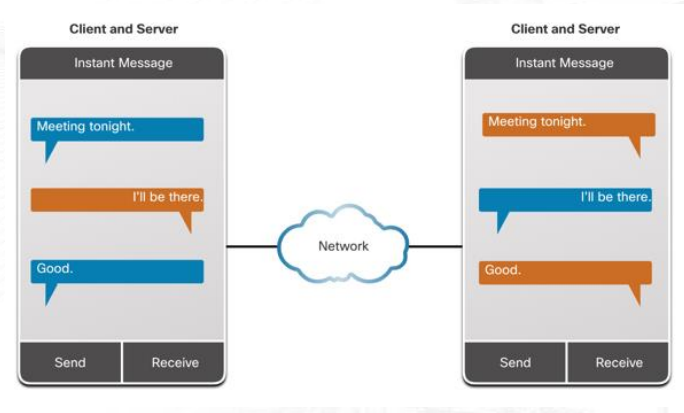 Client and Server
Instant Message
Meeting tonight.
I'll be there.
Good.
Send
Receive
Network
Client and Server
Instant Message
Meeting tonight.
I'll be there.
Good.
Send
Receive